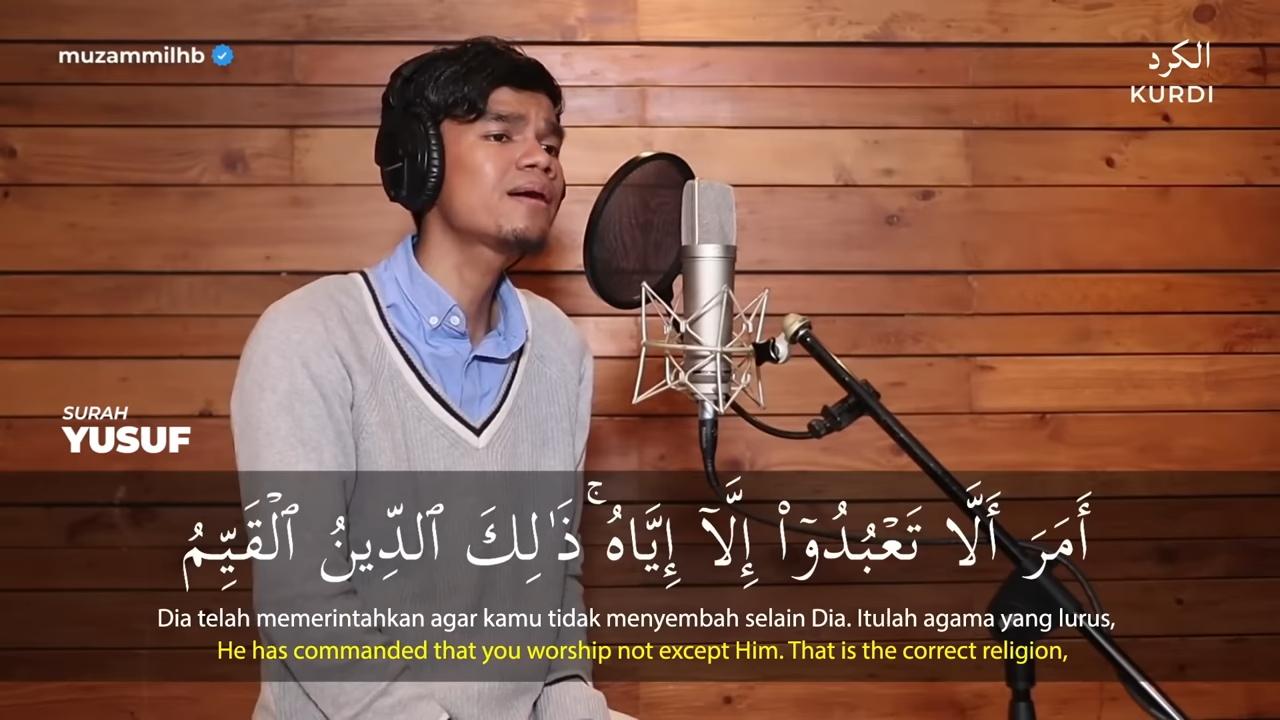 muzammilhb
الكرد
KURDI
SURAH
YUSUF
أَمَرَ أَلَّا تَعْبُدُوٓا۟ إِلَّآ إِيَّاهُ ۚ ذَٰلِكَ ٱلدِّينُ ٱلْقَيِّمُ
Dia telah memerintahkan agar kamu tidak menyembah selain Dia. Itulah agama yang lurus,
He has commanded that you worship not except Him. That is the correct religion,